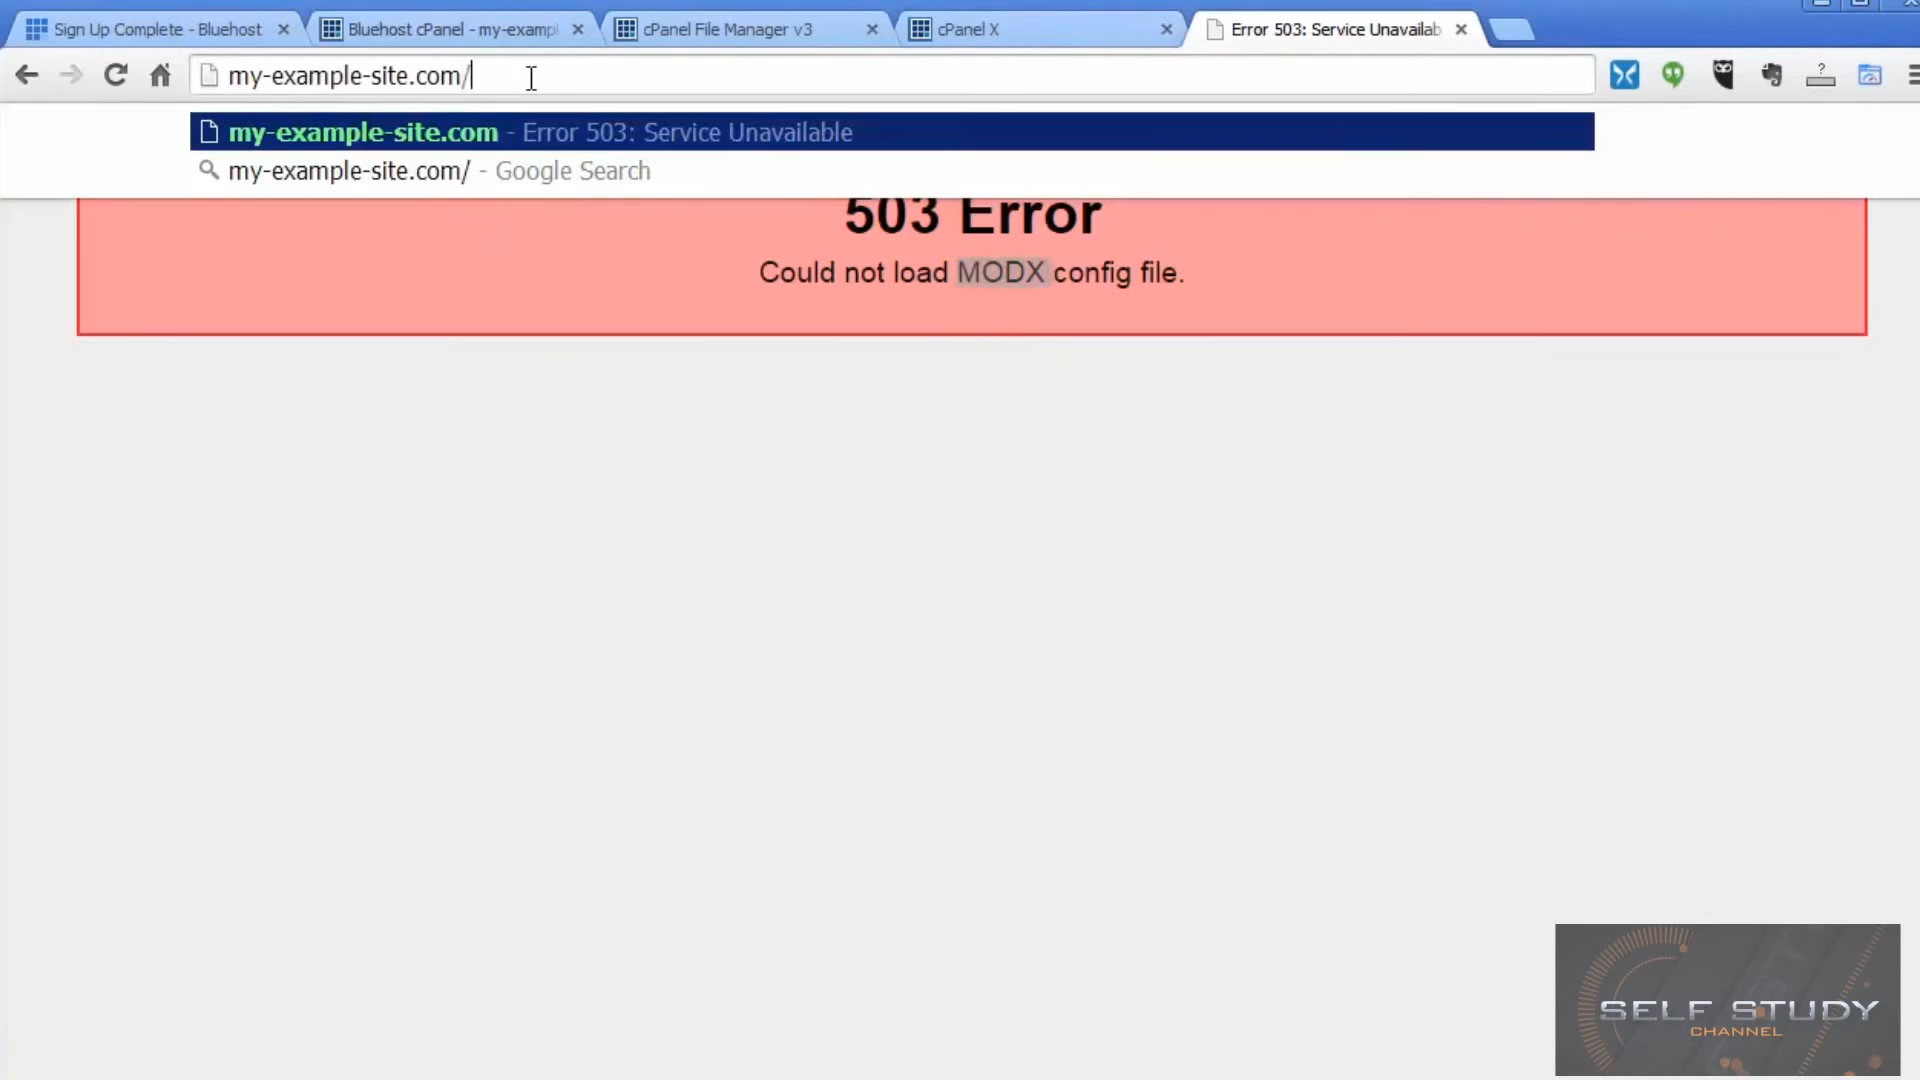 Sign Up Complete - Bluehost
Bluehost cPanel - my-exampl
cPanel File Manager v3
cPanel X
Error 503: Service Unavailab
my-example-site.com/
my-example-site.com - Error 503: Service Unavailable
my-example-site.com/ - Google Search
503 Error
Could not load MODX config file.
SELF STUDY
CHANNEL